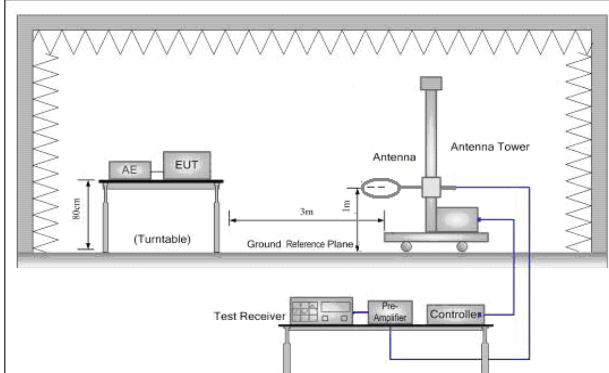 Antenna Tower
Antenna
AE
EUT
80cm
(Turntable)
3m
1m
Ground Reference Plane
Test Receiver
Pre-
Amplifier
Controller